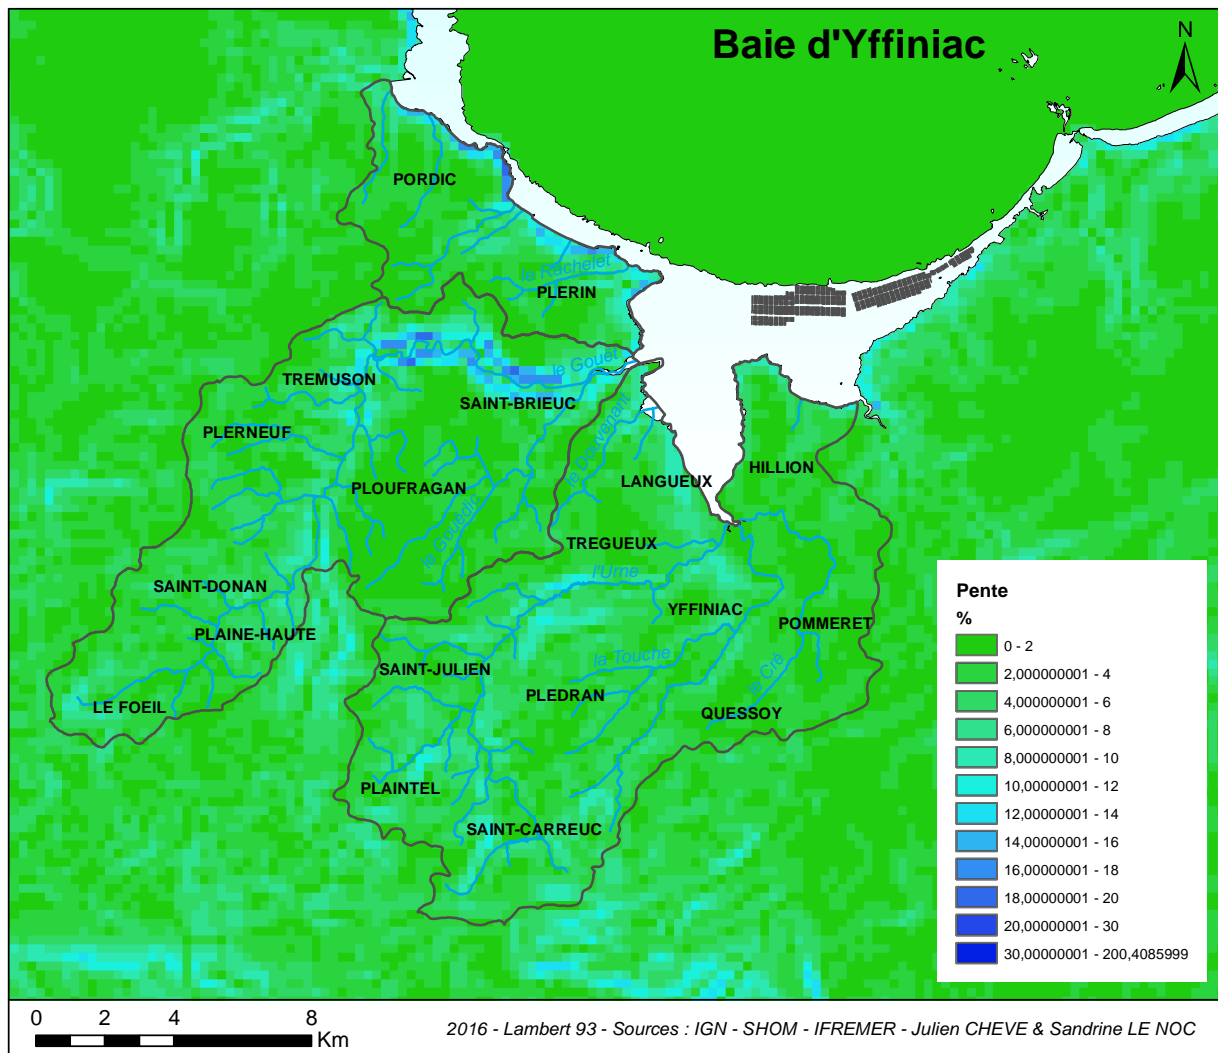 Baie d'Yffiniac
N
PORDIC
le Rachelet
PLERIN
le Gouët
TREMUSON
SAINT-BRIEUC
le Douvenant
PLERNEUF
LANGUEUX
HILLION
PLOUFRAGAN
le Gouédic
TREGUEUX
l'Urne
SAINT-DONAN
YFFINIAC
POMMERET
PLAINE-HAUTE
la Touche
SAINT-JULIEN
le Cré
PLEDRAN
LE FOEIL
QUESSOY
PLAINTEL
SAINT-CARREUC
Pente
%
0 - 2
2,000000001 - 4
4,000000001 - 6
6,000000001 - 8
8,000000001 - 10
10,00000001 - 12
12,00000001 - 14
14,00000001 - 16
16,00000001 - 18
18,00000001 - 20
20,00000001 - 30
30,00000001 - 200,4085999
0 2 4 8
Km
2016 - Lambert 93 - Sources : IGN - SHOM - IFREMER - Julien CHEVE & Sandrine LE NOC